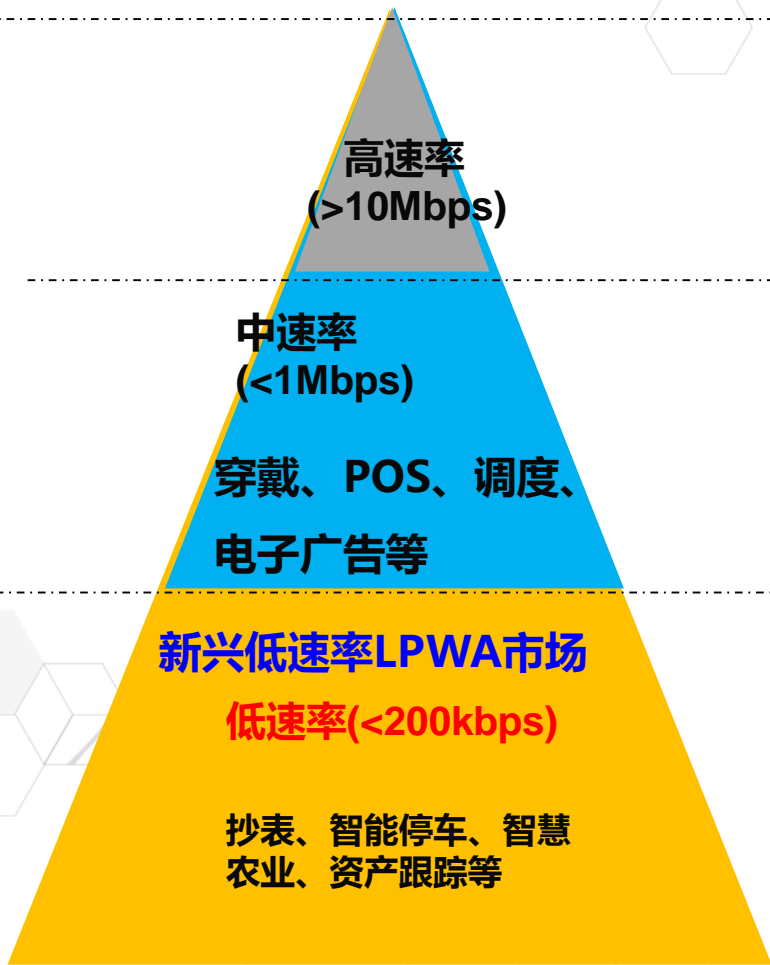 高速率
(>10Mbps)
中速率
(<1Mbps)
穿戴、POS、调度、
电子广告等
新兴低速率LPWA市场
低速率(<200kbps)
抄表、智能停车、智慧
农业、资产跟踪等